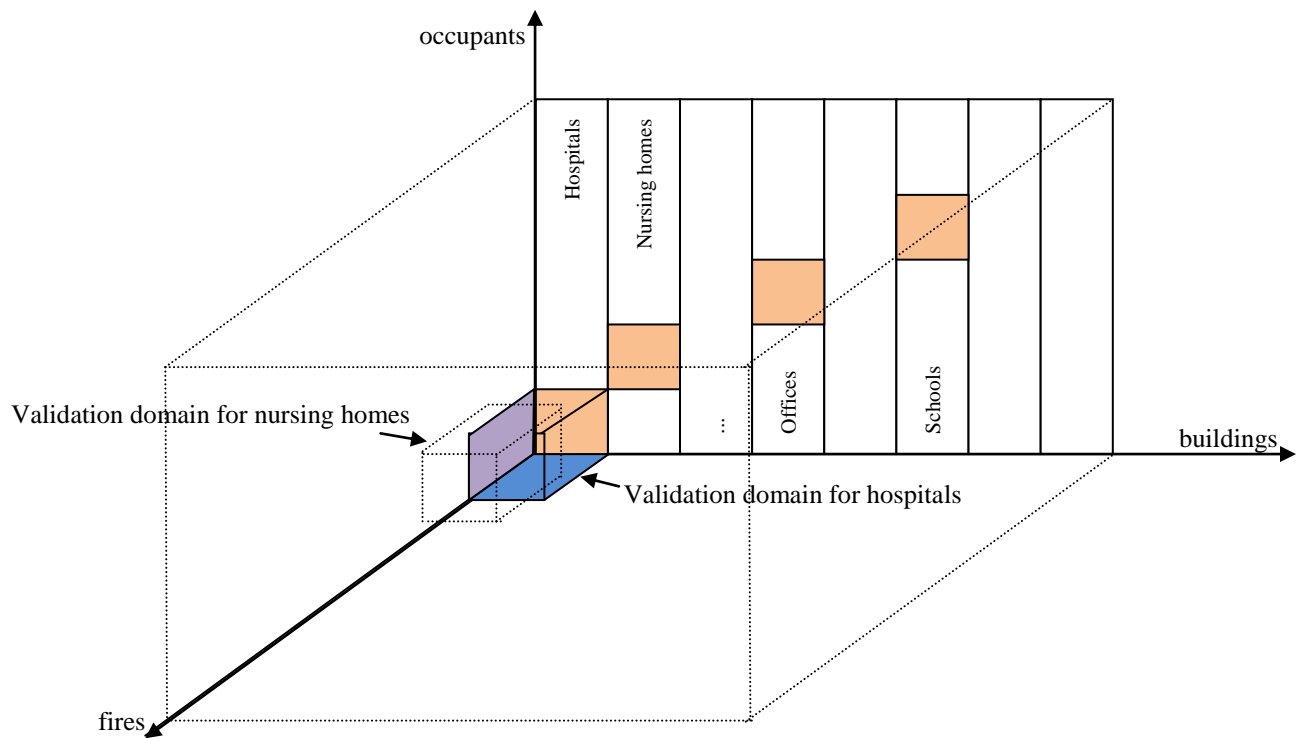 occupants
Hospitals
Nursing homes
...
Offices
Schools
Validation domain for nursing homes
buildings
Validation domain for hospitals
fires